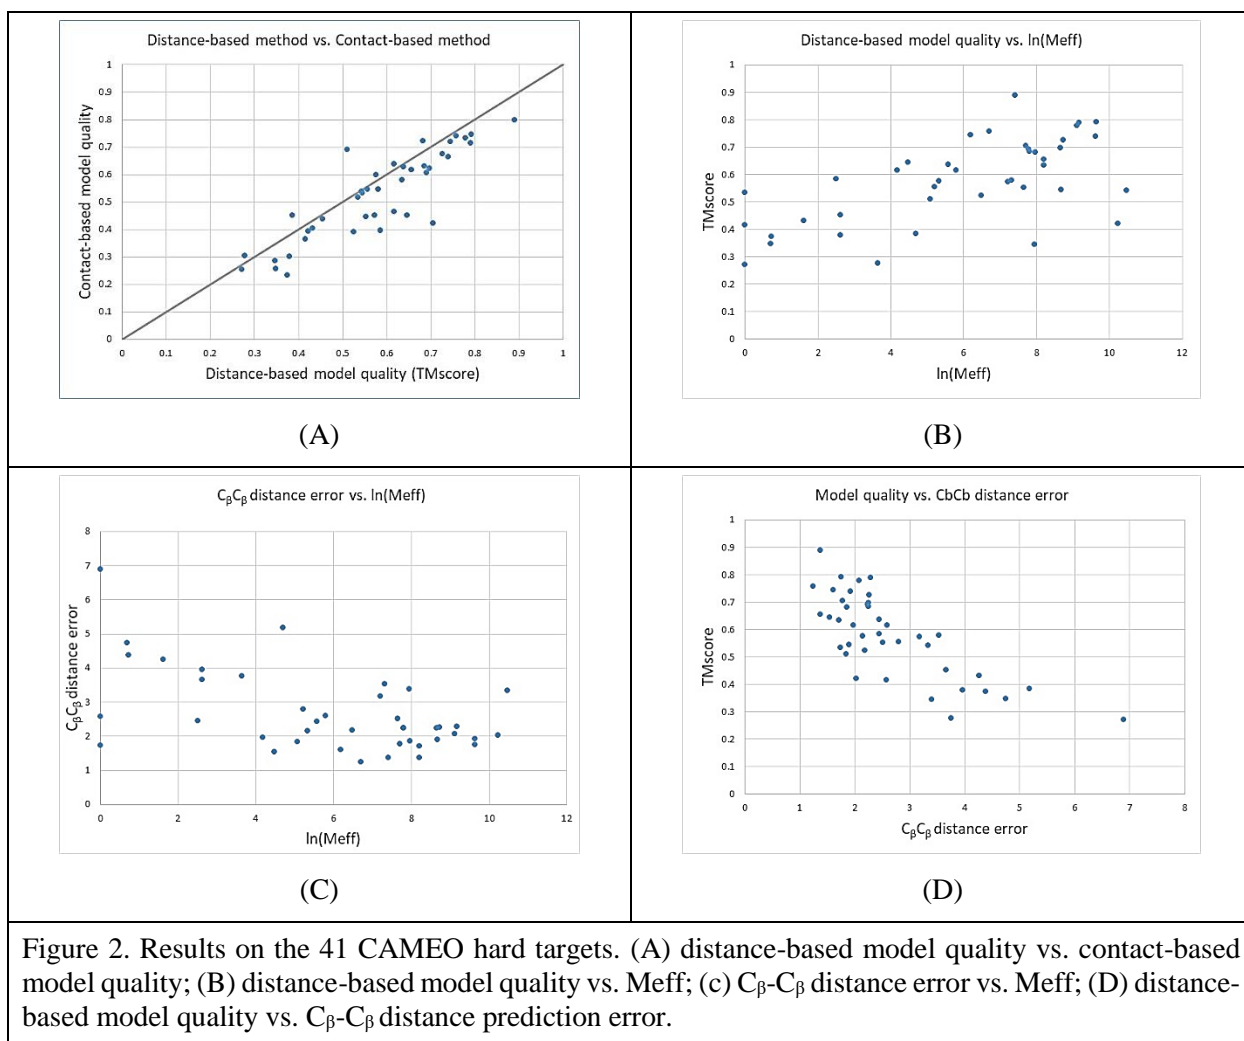 Distance-based method vs. Contact-based method
Contact-based model quality
1
0.9
0.8
0.7
0.6
0.5
0.4
0.3
0.2
0.1
0
0 0.1 0.2 0.3 0.4 0.5 0.6 0.7 0.8 0.9 1
Distance-based model quality (TMscore)
(A)
Distance-based model quality vs. ln(Meff)
TMscore
1
0.9
0.8
0.7
0.6
0.5
0.4
0.3
0.2
0.1
0
0 2 4 6 8 10 12
ln(Meff)
(B)
CβCβ distance error vs. ln(Meff)
CβCβ distance error
8
7
6
5
4
3
2
1
0
0 2 4 6 8 10 12
ln(Meff)
(C)
Model quality vs. CbCb distance error
TMscore
1
0.9
0.8
0.7
0.6
0.5
0.4
0.3
0.2
0.1
0
0 1 2 3 4 5 6 7 8
CβCβ distance error
(D)
Figure 2. Results on the 41 CAMEO hard targets. (A) distance-based model quality vs. contact-based
model quality; (B) distance-based model quality vs. Meff; (c) Cβ-Cβ distance error vs. Meff; (D) distance-
based model quality vs. Cβ-Cβ distance prediction error.